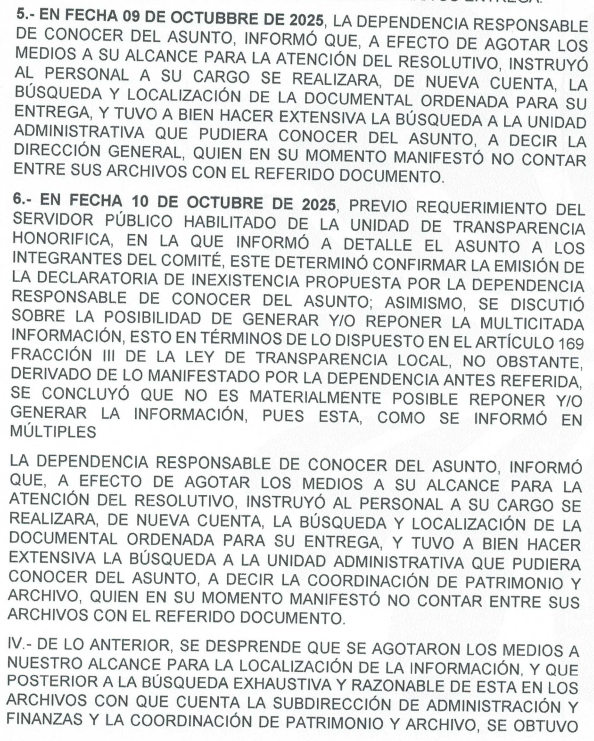 5.- EN FECHA 09 DE OCTUBBRE DE 2025, LA DEPENDENCIA RESPONSABLE
DE CONOCER DEL ASUNTO, INFORMÓ QUE, A EFECTO DE AGOTAR LOS
MEDIOS A SU ALCANCE PARA LA ATENCIÓN DEL RESOLUTIVO, INSTRUYÓ
AL PERSONAL A SU CARGO SE REALIZARA, DE NUEVA CUENTA, LA
BÚSQUEDA Y LOCALIZACIÓN DE LA DOCUMENTAL ORDENADA PARA SU
ENTREGA, Y TUVO A BIEN HACER EXTENSIVA LA BÚSQUEDA A LA UNIDAD
ADMINISTRATIVA QUE PUDIERA CONOCER DEL ASUNTO, A DECIR LA
DIRECCIÓN GENERAL, QUIEN EN SU MOMENTO MANIFESTÓ NO CONTAR
ENTRE SUS ARCHIVOS CON EL REFERIDO DOCUMENTO.
6.- EN FECHA 10 DE OCTUBRE DE 2025, PREVIO REQUERIMIENTO DEL
SERVIDOR PÚBLICO HABILITADO DE LA UNIDAD DE TRANSPARENCIA
HONORIFICA, EN LA QUE INFORMÓ A DETALLE EL ASUNTO A LOS
INTEGRANTES DEL COMITÉ, ESTE DETERMINÓ CONFIRMAR LA EMISIÓN DE
LA DECLARATORIA DE INEXISTENCIA PROPUESTA POR LA DEPENDENCIA
RESPONSABLE DE CONOCER DEL ASUNTO; ASIMISMO, SE DISCUTIÓ
SOBRE LA POSIBILIDAD DE GENERAR Y/O REPONER LA MULTICITADA
INFORMACIÓN, ESTO EN TÉRMINOS DE LO DISPUESTO EN EL ARTÍCULO 169
FRACCIÓN III DE LA LEY DE TRANSPARENCIA LOCAL, NO OBSTANTE,
DERIVADO DE LO MANIFESTADO POR LA DEPENDENCIA ANTES REFERIDA,
SE CONCLUYÓ QUE NO ES MATERIALMENTE POSIBLE REPONER Y/O
GENERAR LA INFORMACIÓN, PUES ESTA, COMO SE INFORMÓ EN
MÚLTIPLES
LA DEPENDENCIA RESPONSABLE DE CONOCER DEL ASUNTO, INFORMÓ
QUE, A EFECTO DE AGOTAR LOS MEDIOS A SU ALCANCE PARA LA
ATENCIÓN DEL RESOLUTIVO, INSTRUYÓ AL PERSONAL A SU CARGO SE
REALIZARA, DE NUEVA CUENTA, LA BÚSQUEDA Y LOCALIZACIÓN DE LA
DOCUMENTAL ORDENADA PARA SU ENTREGA, Y TUVO A BIEN HACER
EXTENSIVA LA BÚSQUEDA A LA UNIDAD ADMINISTRATIVA QUE PUDIERA
CONOCER DEL ASUNTO, A DECIR LA COORDINACIÓN DE PATRIMONIO Y
ARCHIVO, QUIEN EN SU MOMENTO MANIFESTÓ NO CONTAR ENTRE SUS
ARCHIVOS CON EL REFERIDO DOCUMENTO.
IV.- DE LO ANTERIOR, SE DESPRENDE QUE SE AGOTARON LOS MEDIOS A
NUESTRO ALCANCE PARA LA LOCALIZACIÓN DE LA INFORMACIÓN, Y QUE
POSTERIOR A LA BÚSQUEDA EXHAUSTIVA Y RAZONABLE DE ESTA EN LOS
ARCHIVOS CON QUE CUENTA LA SUBDIRECCIÓN DE ADMINISTRACIÓN Y
FINANZAS Y LA COORDINACIÓN DE PATRIMONIO Y ARCHIVO, SE OBTUVO